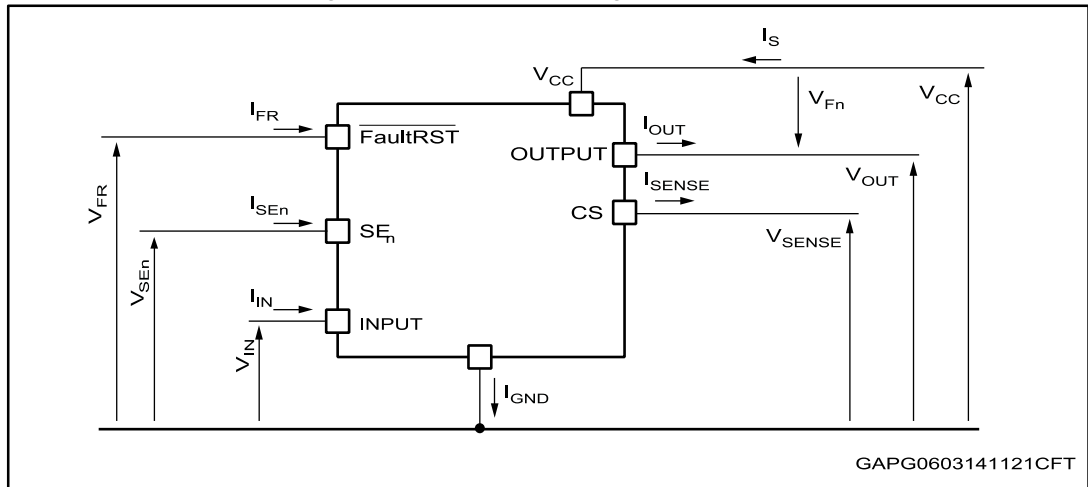 I_S
V_CC
V_Fn
V_CC
I_FR
FaultRST
I_OUT
OUTPUT
V_OUT
I_SENSE
V_FR
I_SEn
CS
SE_n
V_SENSE
V_SEn
I_IN
INPUT
V_IN
I_GND
GAPG0603141121CFT